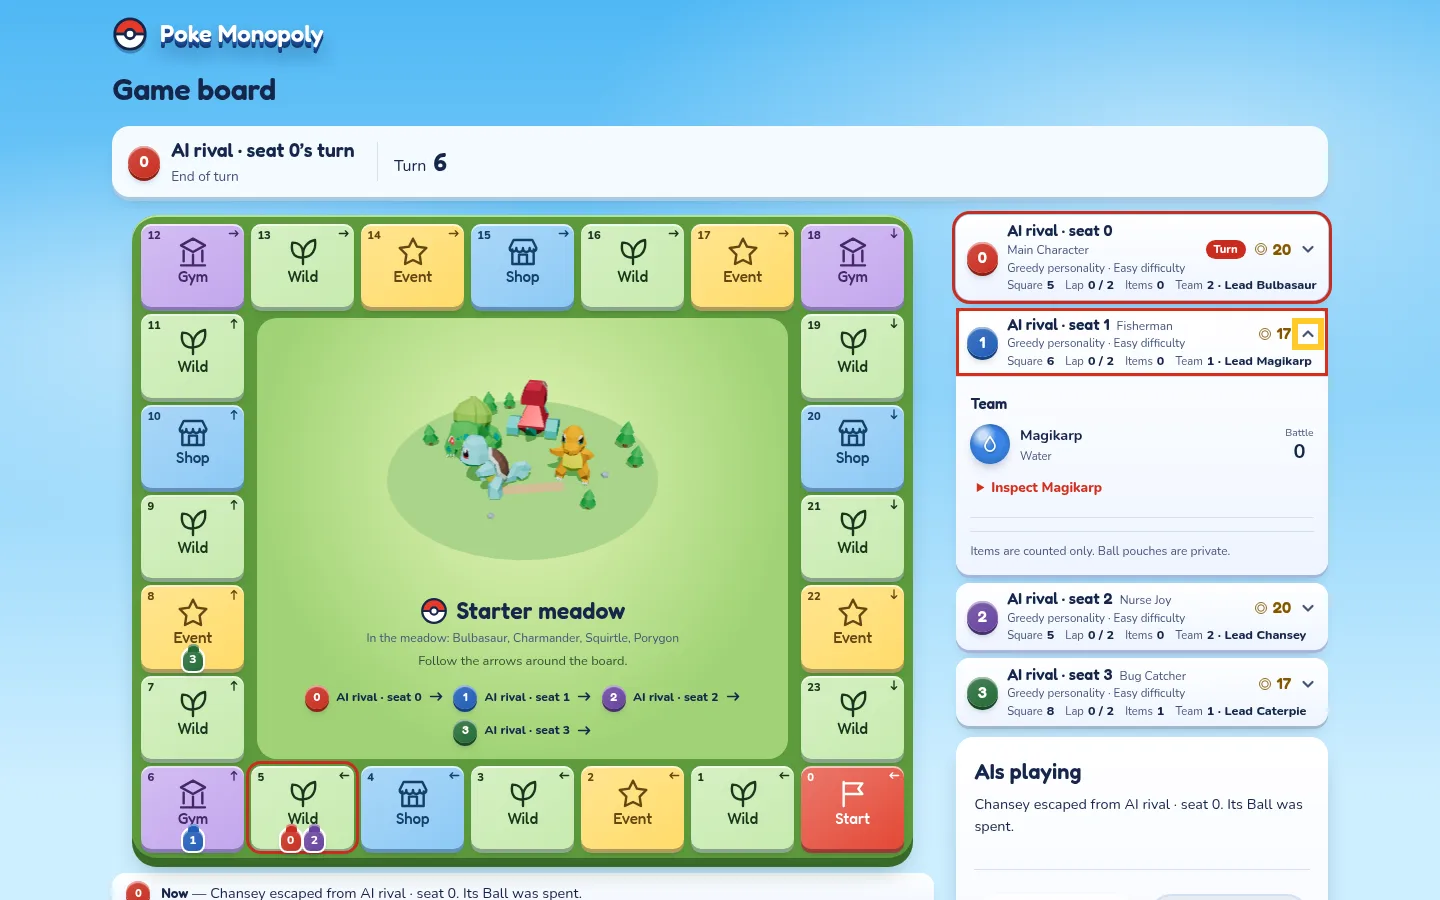 Poke Monopoly
Game board
0
AI rival · seat 0's turn
End of turn
Turn 6
12
Gym
13
Wild
14
Event
15
Shop
16
Wild
17
Event
18
Gym
11
Wild
19
Wild
10
Shop
20
Shop
9
Wild
21
Wild
8
Event
3
22
Event
7
Wild
23
Wild
6
Gym
1
5
Wild
0 2
4
Shop
3
Wild
2
Event
1
Wild
0
Start
Starter meadow
In the meadow: Bulbasaur, Charmander, Squirtle, Porygon
Follow the arrows around the board.
0 AI rival · seat 0 → 1 AI rival · seat 1 → 2 AI rival · seat 2 →
3 AI rival · seat 3 →
0 Now — Chansey escaped from AI rival · seat 0. Its Ball was spent.
0
AI rival · seat 0
Main Character
Turn 20
Greedy personality · Easy difficulty
Square 5 Lap 0 / 2 Items 0 Team 2 · Lead Bulbasaur
1
AI rival · seat 1 Fisherman
17
Greedy personality · Easy difficulty
Square 6 Lap 0 / 2 Items 0 Team 1 · Lead Magikarp
Team
Magikarp
Water
Battle
0
Inspect Magikarp
Items are counted only. Ball pouches are private.
2
AI rival · seat 2 Nurse Joy
20
Greedy personality · Easy difficulty
Square 5 Lap 0 / 2 Items 0 Team 2 · Lead Chansey
3
AI rival · seat 3 Bug Catcher
17
Greedy personality · Easy difficulty
Square 8 Lap 0 / 2 Items 1 Team 1 · Lead Caterpie
AIs playing
Chansey escaped from AI rival · seat 0. Its Ball was
spent.